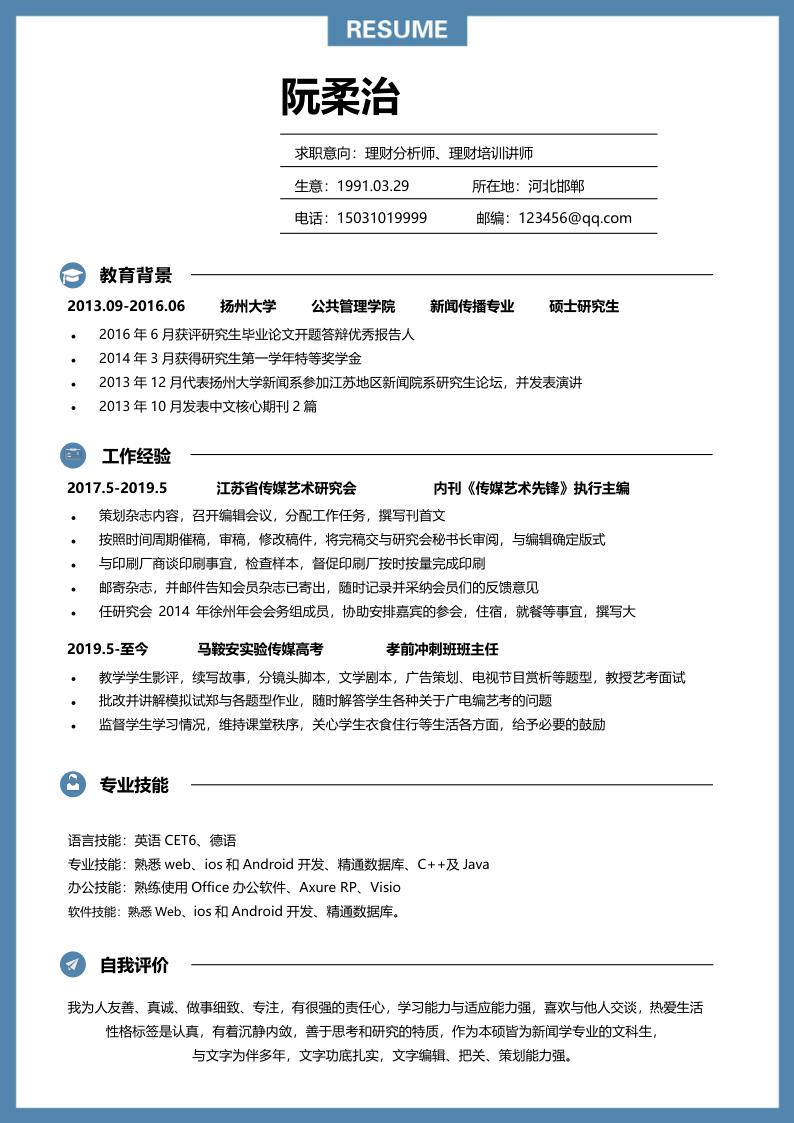 RESUME
阮柔治
求职意向：理财分析师、理财培训讲师
生意：1991.03.29 所在地：河北邯郸
电话：15031019999 邮编：123456@qq.com
教育背景
2013.09-2016.06 扬州大学 公共管理学院 新闻传播专业 硕士研究生
• 2016 年 6 月获评研究生毕业论文开题答辩优秀报告人
• 2014 年 3 月获得研究生第一学年特等奖学金
• 2013 年 12 月代表扬州大学新闻系参加江苏地区新闻院系研究生论坛，并发表演讲
• 2013 年 10 月发表中文核心期刊 2 篇
工作经验
2017.5-2019.5 江苏省传媒艺术研究会 内刊《传媒艺术先锋》执行主编
• 策划杂志内容，召开编辑会议，分配工作任务，撰写刊首文
• 按照时间周期催稿，审稿，修改稿件，将完稿交与研究会秘书长审阅，与编辑确定版式
• 与印刷厂商谈印刷事宜，检查样本，督促印刷厂按时按量完成印刷
• 邮寄杂志，并邮件告知会员杂志已寄出，随时记录并采纳会员们的反馈意见
• 任研究会 2014 年徐州年会会务组成员，协助安排嘉宾的参会，住宿，就餐等事宜，撰写大
2019.5-至今 马鞍安实验传媒高考 孝前冲刺班班主任
• 教学学生影评，续写故事，分镜头脚本，文学剧本，广告策划、电视节目赏析等题型，教授艺考面试
• 批改并讲解模拟试郑与各题型作业，随时解答学生各种关于广电编艺考的问题
• 监督学生学习情况，维持课堂秩序，关心学生衣食住行等生活各方面，给予必要的鼓励
专业技能
语言技能：英语 CET6、德语
专业技能：熟悉 web、ios 和 Android 开发、精通数据库、C++及 Java
办公技能：熟练使用 Office 办公软件、Axure RP、Visio
软件技能：熟悉 Web、ios 和 Android 开发、精通数据库。
自我评价
我为人友善、真诚、做事细致、专注，有很强的责任心，学习能力与适应能力强，喜欢与他人交谈，热爱生活
性格标签是认真，有着沉静内敛，善于思考和研究的特质，作为本硕皆为新闻学专业的文科生，
与文字为伴多年，文字功底扎实，文字编辑、把关、策划能力强。